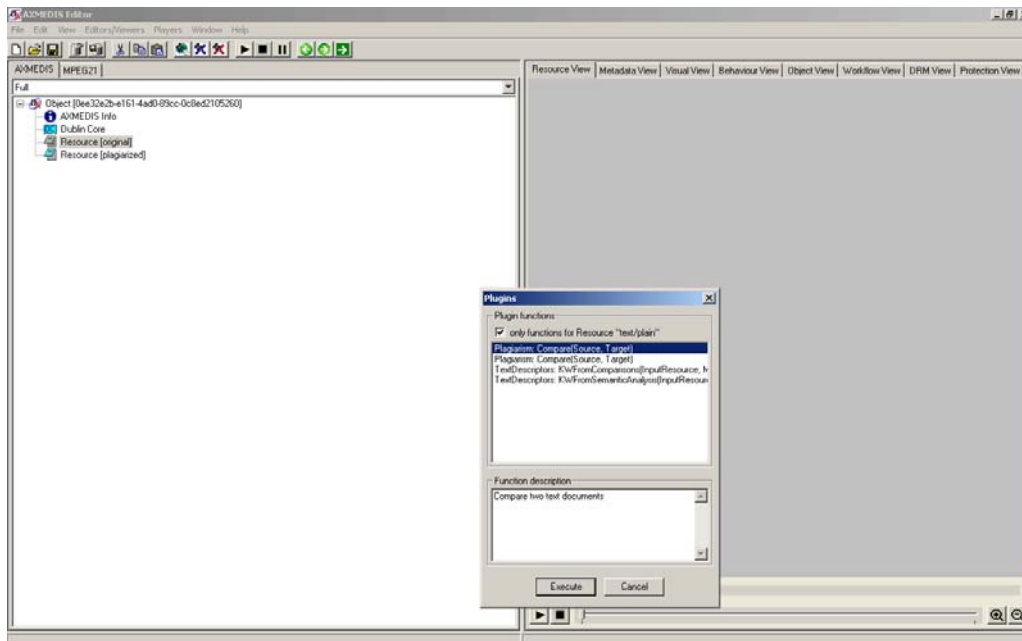 AXMEDIS Editor
File Edit View Editors/Viewers Players Window Help
AXMEDIS MPEG21
Full
Object [0ee32e2b-e161-4ad0-89cc-0c8ed2105260]
AXMEDIS Info
Dublin Core
Resource [original]
Resource [plagiarized]
Resource View Metadata View Visual View Behaviour View Object View Workflow View DRM View Protection View
Plugins
Plugin functions
only functions for Resource "text/plain"
Plagiarism: Compare(Source, Target)
Plagiarism: Compare(Source, Target)
TextDescriptors: KWFromComparisons(InputResource, M
TextDescriptors: KWFromSemanticAnalysis(InputResour
Function description
Compare two text documents
Execute Cancel